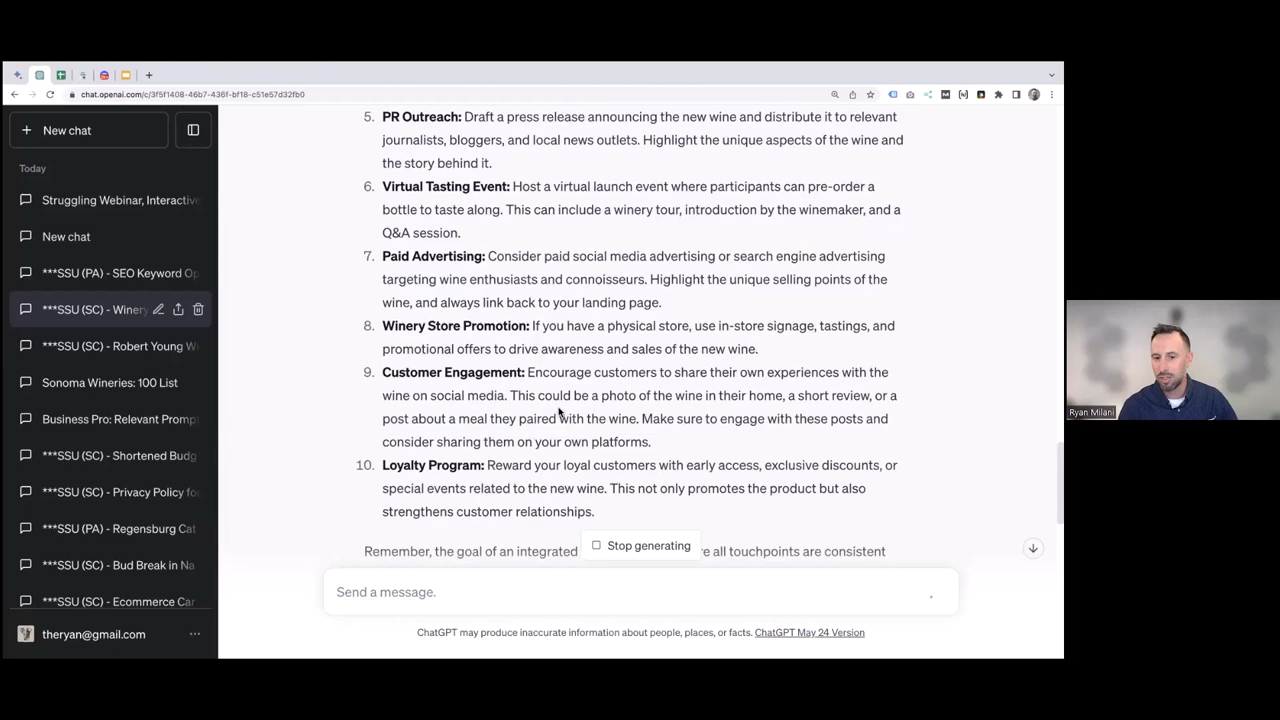 chat.openai.com/c/3f5f1408-46b7-436f-bf18-c51e57d32fb0
New chat
Today
Struggling Webinar, Interactive
New chat
***SSU (PA) - SEO Keyword Op
***SSU (SC) - Winery
***SSU (SC) - Robert Young Wi
Sonoma Wineries: 100 List
Business Pro: Relevant Prompt
***SSU (SC) - Shortened Budg
***SSU (SC) - Privacy Policy fo
***SSU (PA) - Regensburg Cat
***SSU (SC) - Bud Break in Na
***SSU (SC) - Ecommerce Car
theryan@gmail.com
5. PR Outreach: Draft a press release announcing the new wine and distribute it to relevant
journalists, bloggers, and local news outlets. Highlight the unique aspects of the wine and
the story behind it.
6. Virtual Tasting Event: Host a virtual launch event where participants can pre-order a
bottle to taste along. This can include a winery tour, introduction by the winemaker, and a
Q&A session.
7. Paid Advertising: Consider paid social media advertising or search engine advertising
targeting wine enthusiasts and connoisseurs. Highlight the unique selling points of the
wine, and always link back to your landing page.
8. Winery Store Promotion: If you have a physical store, use in-store signage, tastings, and
promotional offers to drive awareness and sales of the new wine.
9. Customer Engagement: Encourage customers to share their own experiences with the
wine on social media. This could be a photo of the wine in their home, a short review, or a
post about a meal they paired with the wine. Make sure to engage with these posts and
consider sharing them on your own platforms.
10. Loyalty Program: Reward your loyal customers with early access, exclusive discounts, or
special events related to the new wine. This not only promotes the product but also
strengthens customer relationships.
Stop generating
Remember, the goal of an integrated all touchpoints are consistent
Send a message.
ChatGPT may produce inaccurate information about people, places, or facts. ChatGPT May 24 Version
Ryan Milani